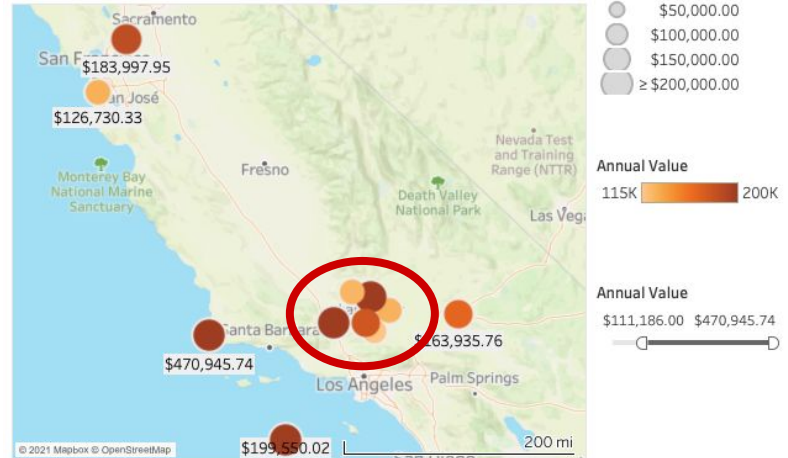 Sacramento
San Fran
$183,997.95
San José
$126,730.33
Monterey Bay
National Marine
Sanctuary
Fresno
Nevada Test
and Training
Range (NTTR)
Death Valley
National Park
Las Vega
Santa Barbara
$470,945.74
$163,935.76
Los Angeles
Palm Springs
$199,550.02
200 mi
© 2021 Mapbox © OpenStreetMap
$50,000.00
$100,000.00
$150,000.00
≥ $200,000.00
Annual Value
115K
200K
Annual Value
$111,186.00 $470,945.74